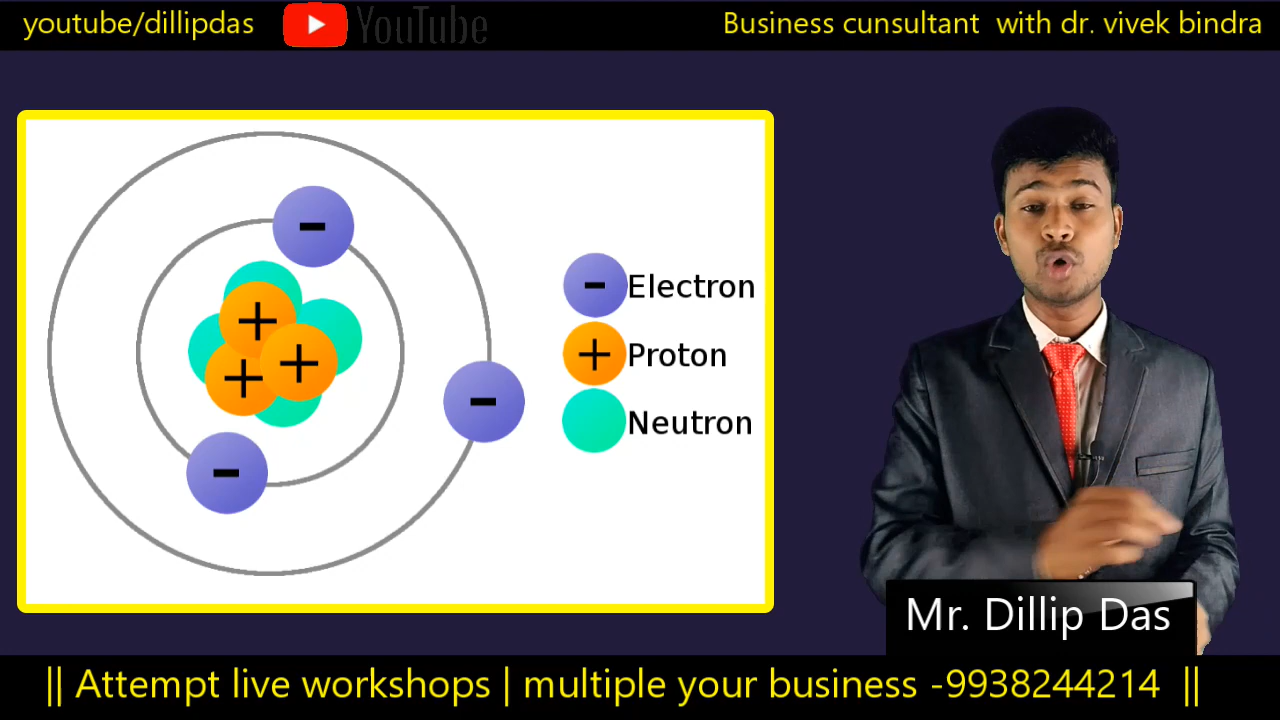 youtube/dillipdas
YouTube
Business cunsultant with dr. vivek bindra
-
+
+
+
-
-
- Electron
+ Proton
Neutron
Mr. Dillip Das
|| Attempt live workshops | multiple your business -9938244214 ||